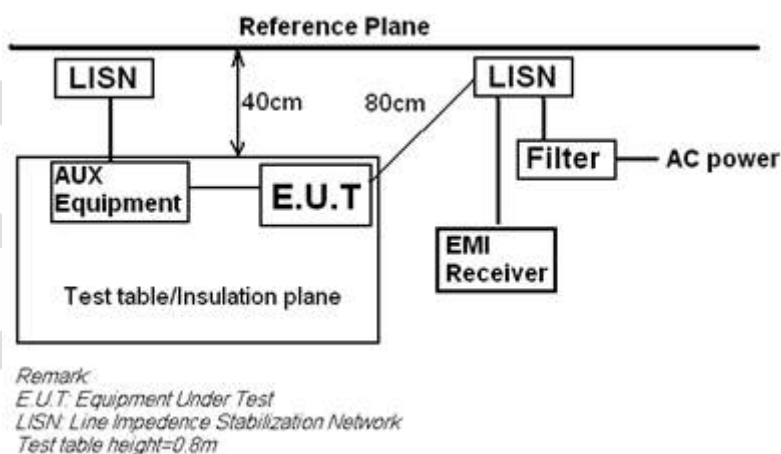 Reference Plane
LISN
40cm
80cm
LISN
Filter
AC power
AUX
Equipment
E.U.T
EMI
Receiver
Test table/Insulation plane
Remark
E.U.T: Equipment Under Test
LISN: Line Impedence Stabilization Network
Test table height=0.8m